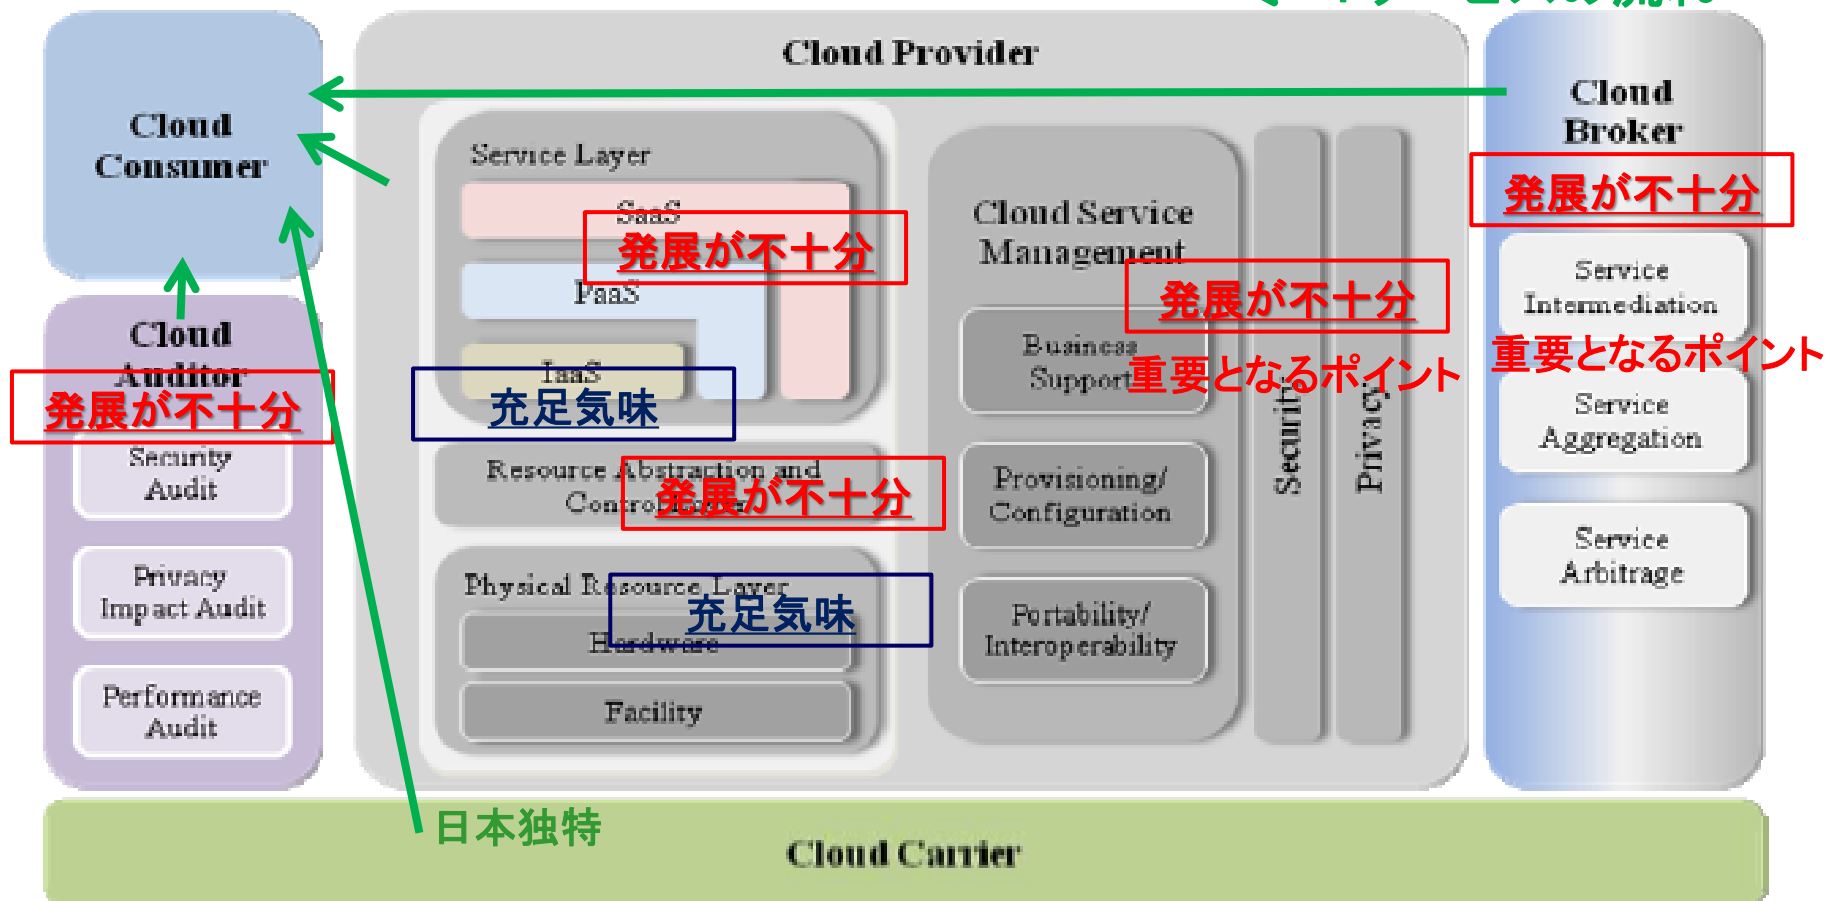 Cloud Provider
Cloud
Consumer
Cloud
Broker
発展が不十分
Service
Intermediation
重要となるポイント
Service
Aggregation
Service
Arbitrage
Service Layer
SaaS
発展が不十分
PaaS
IaaS
充足気味
Resource Abstraction and
発展が不十分
Physical Resource Layer
充足気味
Hardware
Facility
Cloud Service
Management
発展が不十分
Business
Support
重要となるポイント
Provisioning/
Configuration
Portability/
Interoperability
Security
Privacy
Cloud
Auditor
発展が不十分
Security
Audit
Privacy
Impact Audit
Performance
Audit
日本独特
Cloud Carrier